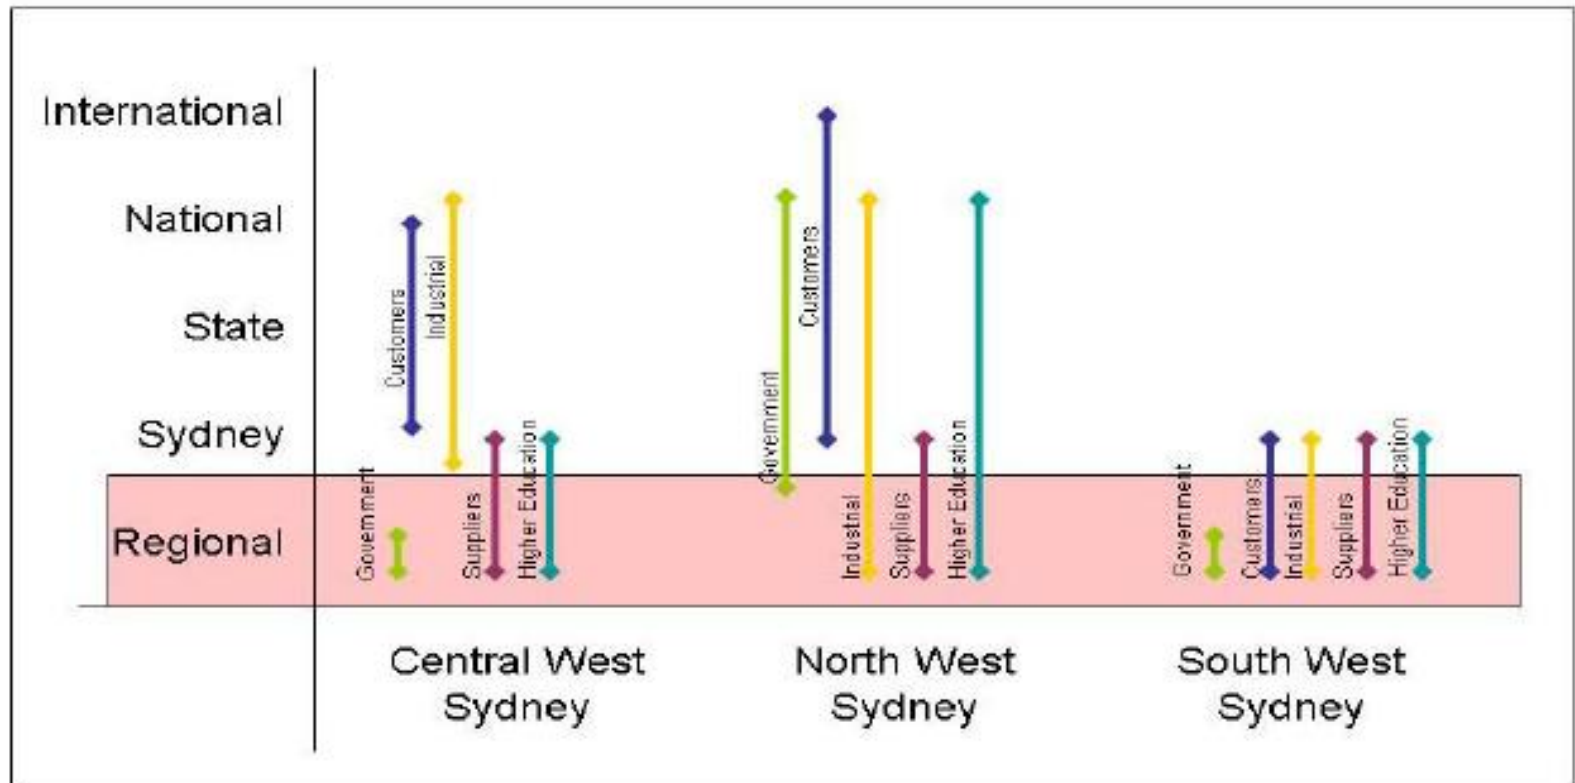 International
National
State
Sydney
Regional
Customers
Industrial
Government
Suppliers
Higher Education
Government
Customers
Industrial
Suppliers
Higher Education
Government
Customers
Industrial
Suppliers
Higher Education
Central West
Sydney
North West
Sydney
South West
Sydney